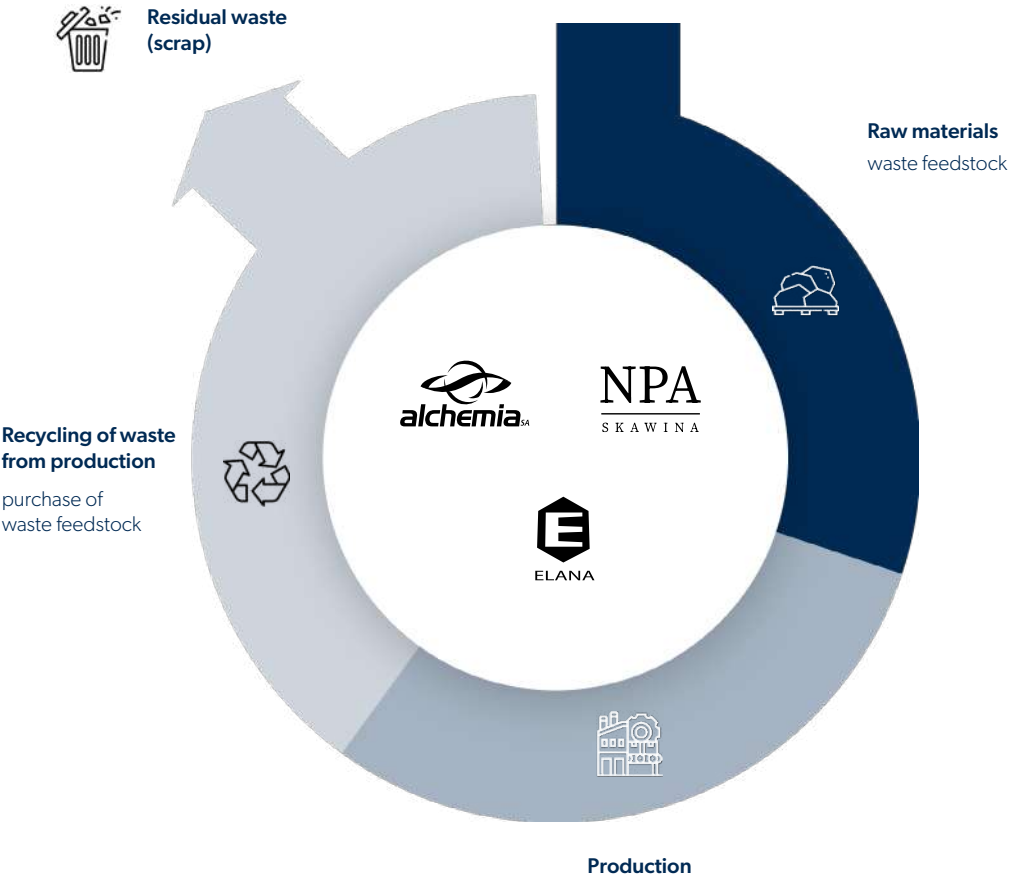 Residual waste
(scrap)
Raw materials
waste feedstock
alchemia SA
NPA
SKAWINA
Recycling of waste
from production
purchase of
waste feedstock
E
ELANA
Production